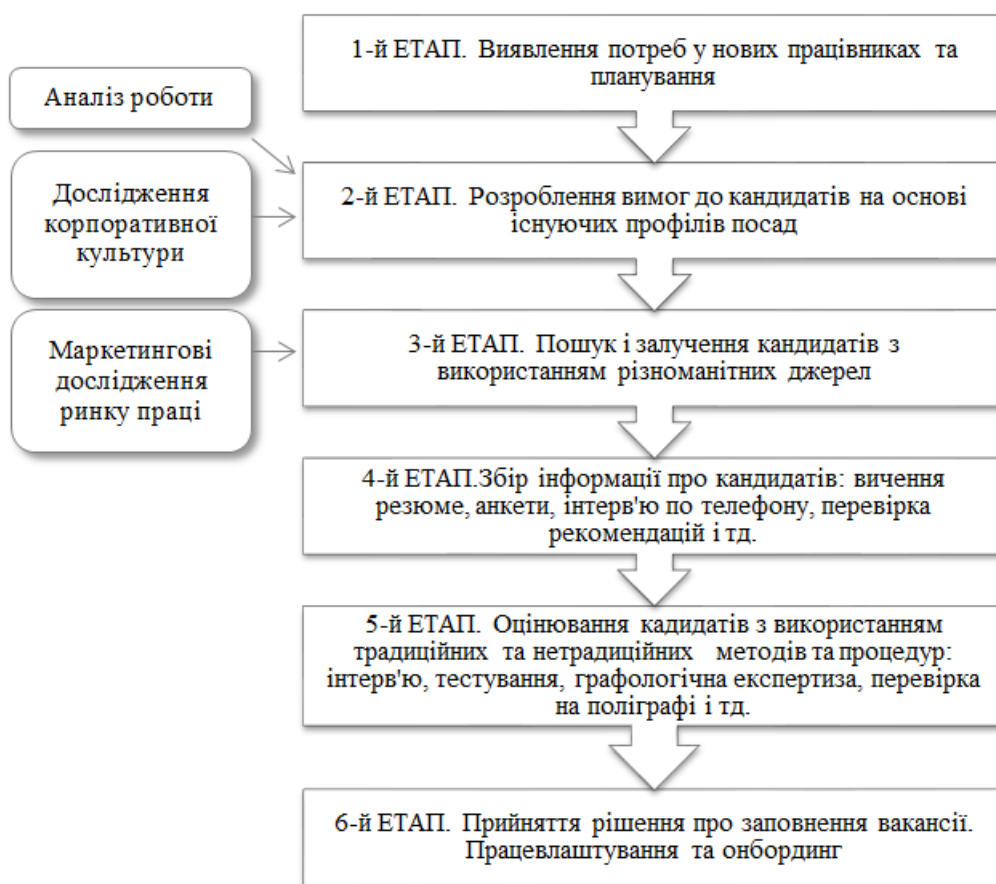 1-й ЕТАП. Виявлення потреб у нових працівниках та
планування
Аналіз роботи
2-й ЕТАП. Розроблення вимог до кандидатів на основі
існуючих профілів посад
Дослідження
корпоративної
культури
3-й ЕТАП. Пошук і залучення кандидатів з
використанням різноманітних джерел
Маркетингові
дослідження
ринку праці
4-й ЕТАП.Збір інформації про кандидатів: вичення
резюме, анкети, інтерв'ю по телефону, перевірка
рекомендацій і тд.
5-й ЕТАП. Оцінювання кадидатів з використанням
традиційних та нетрадиційних методів та процедур:
інтерв'ю, тестування, графологічна експертиза, перевірка
на поліграфі і тд.
6-й ЕТАП. Прийняття рішення про заповнення вакансії.
Працевлаштування та онбординг